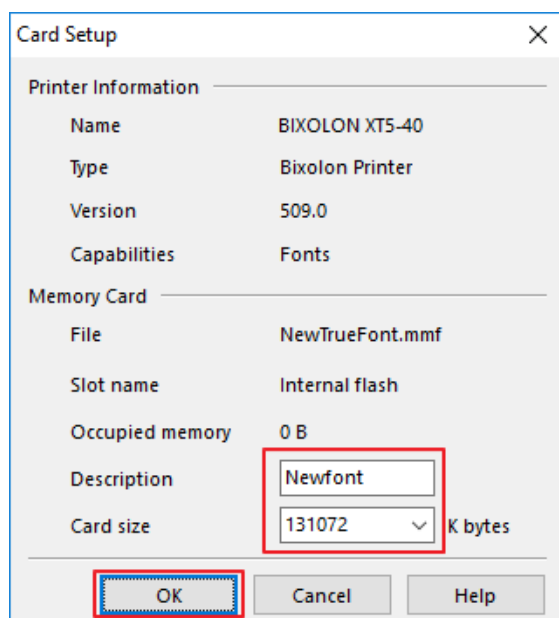 Card Setup
Printer Information
Name BIXOLON XT5-40
Type Bixolon Printer
Version 509.0
Capabilities Fonts
Memory Card
File NewTrueFont.mmf
Slot name Internal flash
Occupied memory 0 B
Description Newfont
Card size 131072 K bytes
OK Cancel Help